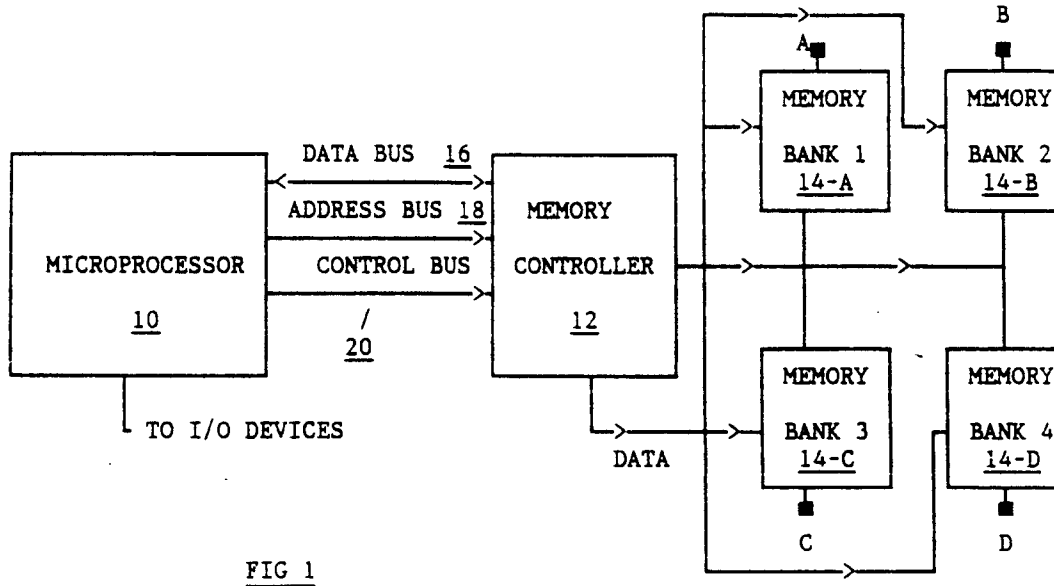 B
A
MEMORY
BANK 1
14-A
MEMORY
BANK 2
14-B
DATA BUS 16
ADDRESS BUS 18
CONTROL BUS
/
20
MICROPROCESSOR
10
MEMORY
CONTROLLER
12
TO I/O DEVICES
DATA
MEMORY
BANK 3
14-C
MEMORY
BANK 4
14-D
C
D
FIG 1